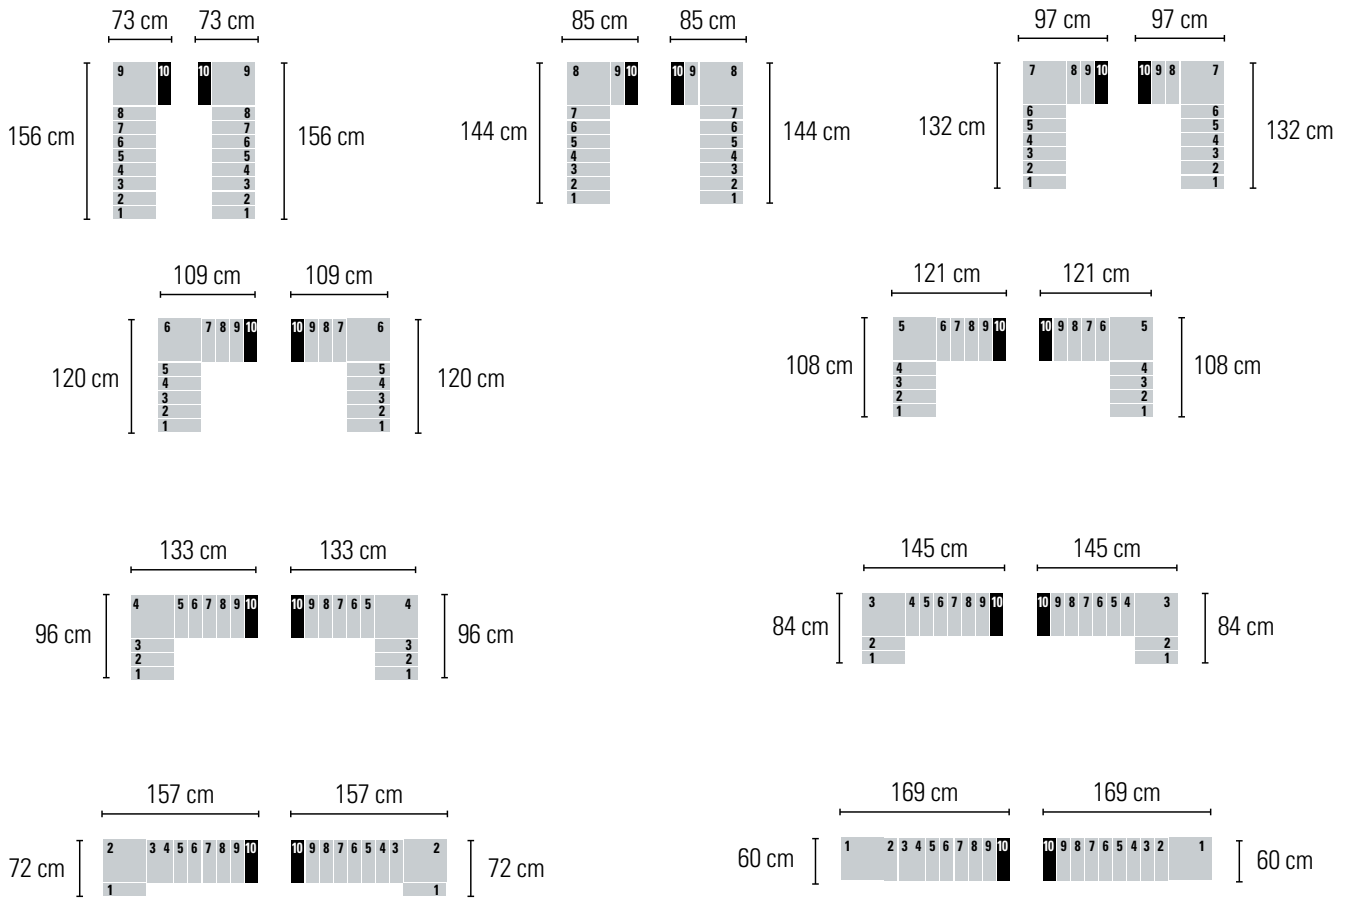 73 cm 73 cm 85 cm 85 cm 97 cm 97 cm
9 10 10 9 8 9 10 10 9 8 7 8 9 10 10 9 8 7
8 8 7 7 6 6
7 7 6 6 5 5
156 cm 6 6 156 cm 144 cm 5 5 144 cm 132 cm 4 4 132 cm
5 5 4 4 3 3
4 4 3 3 2 2
3 3 2 2 1 1
2 2 1 1
1 1
109 cm 109 cm 121 cm 121 cm
6 7 8 9 10 10 9 8 7 6 5 6 7 8 9 10 10 9 8 7 6 5
120 cm 5 5 120 cm 108 cm 4 4 108 cm
4 4 3 3
3 3 2 2
2 2 1 1
1 1
133 cm 133 cm 145 cm 145 cm
4 5 6 7 8 9 10 10 9 8 7 6 5 4 3 4 5 6 7 8 9 10 10 9 8 7 6 5 4 3
96 cm 3 3 96 cm 84 cm 2 2 84 cm
2 2 1 1
1 1
157 cm 157 cm 169 cm 169 cm
2 3 4 5 6 7 8 9 10 10 9 8 7 6 5 4 3 2 1 2 3 4 5 6 7 8 9 10 10 9 8 7 6 5 4 3 2 1
72 cm 1 1 72 cm 60 cm 60 cm